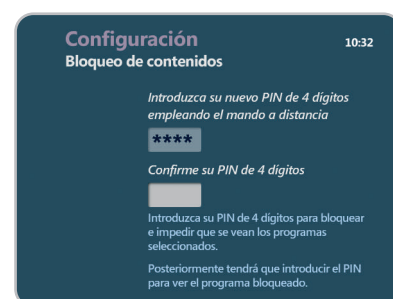 Configuración
10:32
Bloqueo de contenidos
Introduzca su nuevo PIN de 4 dígitos
empleando el mando a distancia
****
Confirme su PIN de 4 dígitos
Introduzca su PIN de 4 dígitos para bloquear
e impedir que se vean los programas
seleccionados.
Posteriormente tendrá que introducir el PIN
para ver el programa bloqueado.